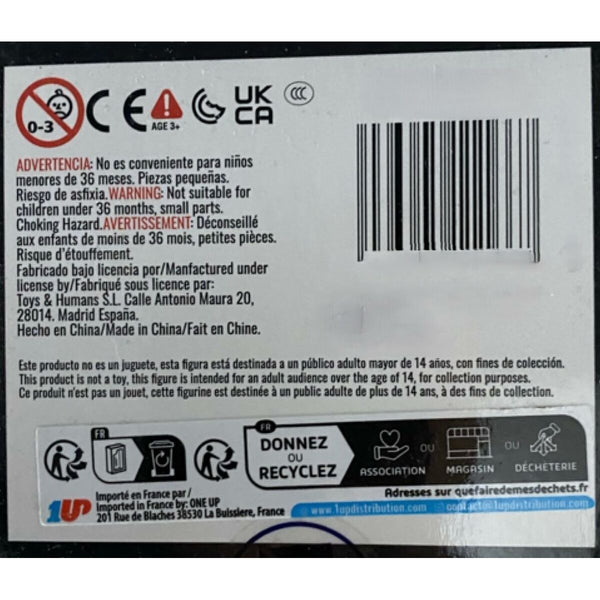 0-3
CE
AGE 3+
UK
CA
CCC
ADVERTENCIA: No es conveniente para niños
menores de 36 meses. Piezas pequeñas.
Riesgo de asfixia.WARNING: Not suitable for
children under 36 months, small parts.
Choking Hazard.AVERTISSEMENT: Déconseillé
aux enfants de moins de 36 mois, petites pièces.
Risque d'étouffement.
Fabricado bajo licencia por/Manfactured under
license by/Fabriqué sous licence par:
Toys & Humans S.L. Calle Antonio Maura 20,
28014. Madrid España.
Hecho en China/Made in China/Fait en Chine.
Este producto no es un juguete, esta figura está destinada a un público adulto mayor de 14 años, con fines de colección.
This product is not a toy, this figure is intended for an adult audience over the age of 14, for collection purposes.
Ce produit n'est pas un jouet, cette figurine est destinée à un public adulte de plus de 14 ans, à des fins de collection.
FR
FR
DONNEZ
OU
RECYCLEZ
ASSOCIATION OU MAGASIN OU DÉCHÈTERIE
Adresses sur quefairedemesdechets.fr
1UP
Importé en France par /
Imported in France by: ONE UP
201 Rue de Blaches 38530 La Buissiere, France
www.1updistribution.com contact@1updistribution.com